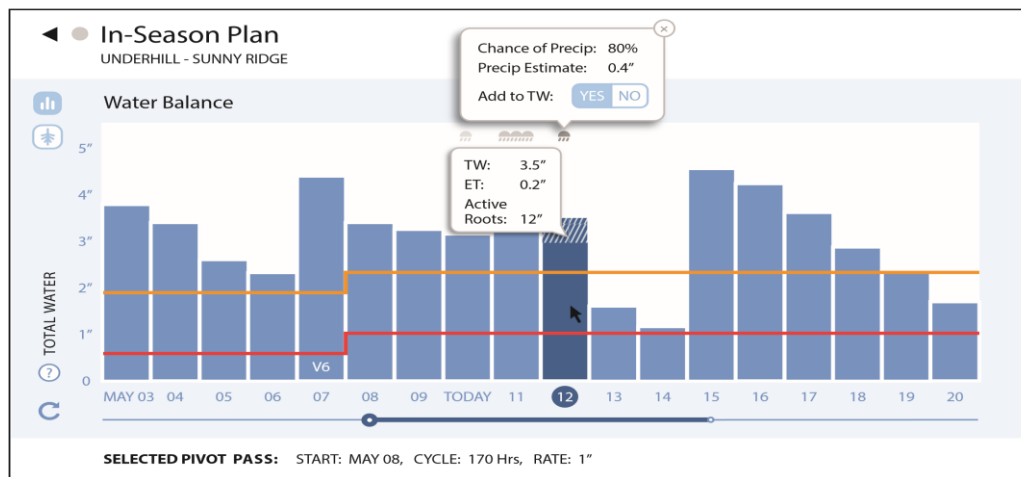 In-Season Plan
UNDERHILL - SUNNY RIDGE
Chance of Precip: 80%
Precip Estimate: 0.4"
Add to TW: YES NO
Water Balance
TW: 3.5"
ET: 0.2"
Active
Roots: 12"
5"
4"
3"
2"
1"
0
TOTAL WATER
?
V6
MAY 03 04 05 06 07 08 09 TODAY 11 12 13 14 15 16 17 18 19 20
SELECTED PIVOT PASS: START: MAY 08, CYCLE: 170 Hrs, RATE: 1"